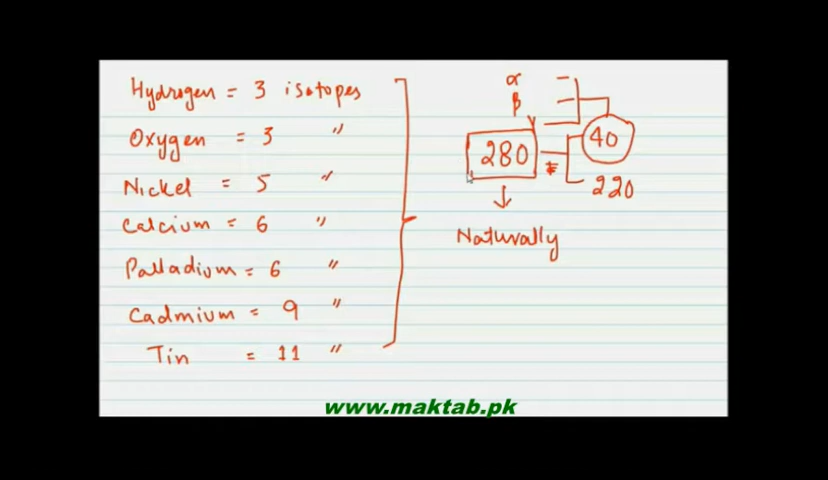 Hydrogen = 3 isotopes
Oxygen = 3 "
Nickel = 5 "
Calcium = 6 "
Palladium = 6 "
Cadmium = 9 "
Tin = 11 "
α
β
γ
280
40
220
Naturally
www.maktab.pk